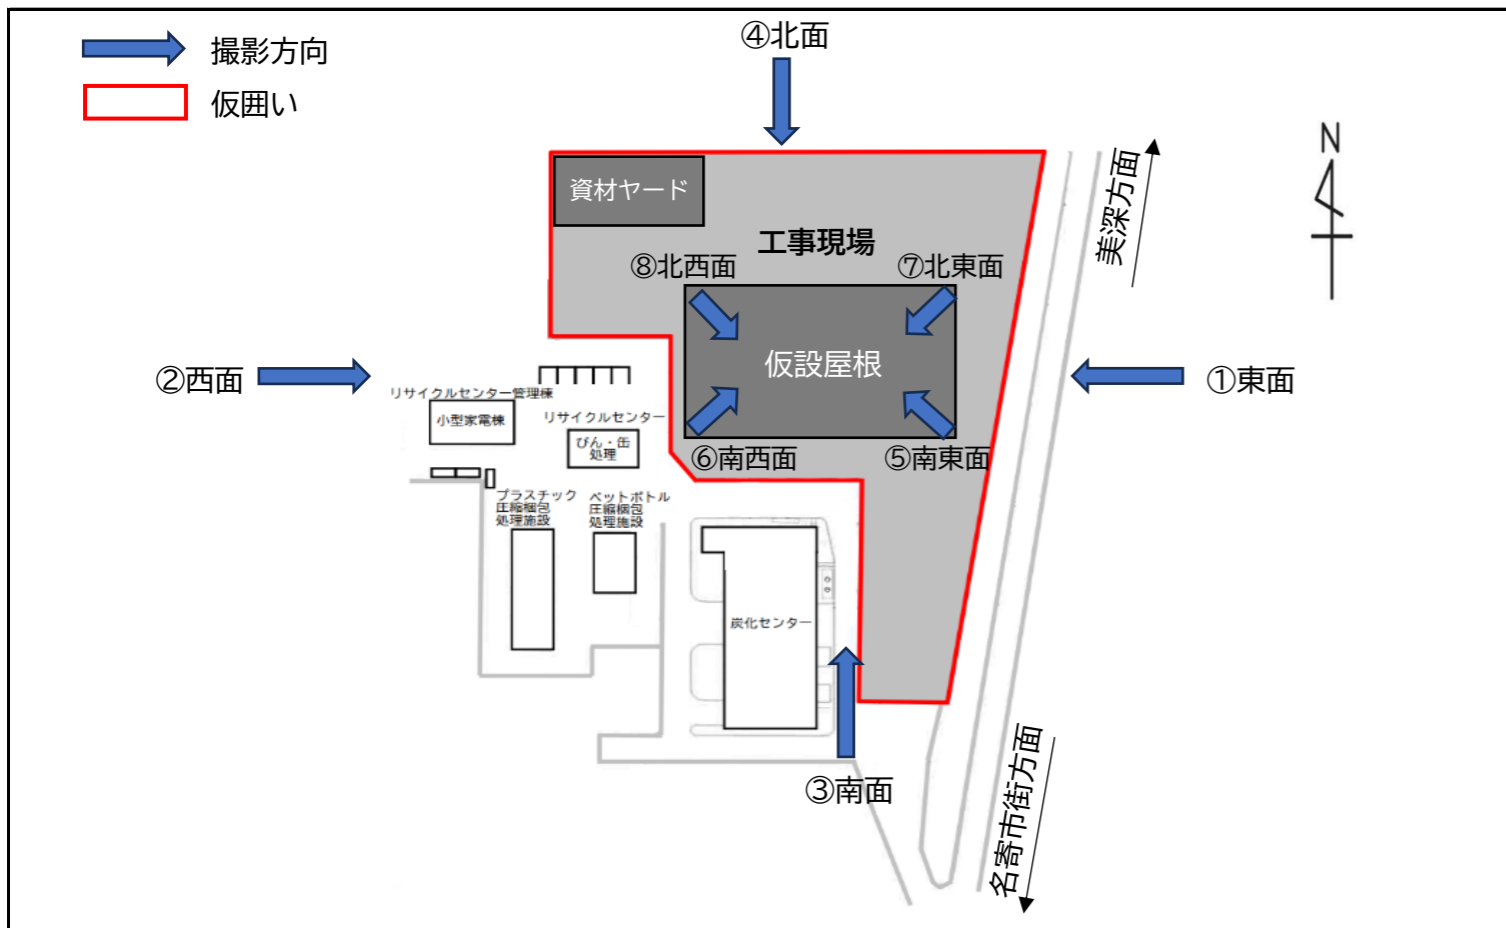 撮影方向
仮囲い
④北面
N
美深方面
資材ヤード
工事現場
⑧北西面
⑦北東面
仮設屋根
②西面
①東面
リサイクルセンター管理棟
小型家電棟
リサイクルセンター
びん・缶
処理
⑥南西面
⑤南東面
プラスチック
圧縮梱包
処理施設
ペットボトル
圧縮梱包
処理施設
炭化センター
③南面
名寄市街方面